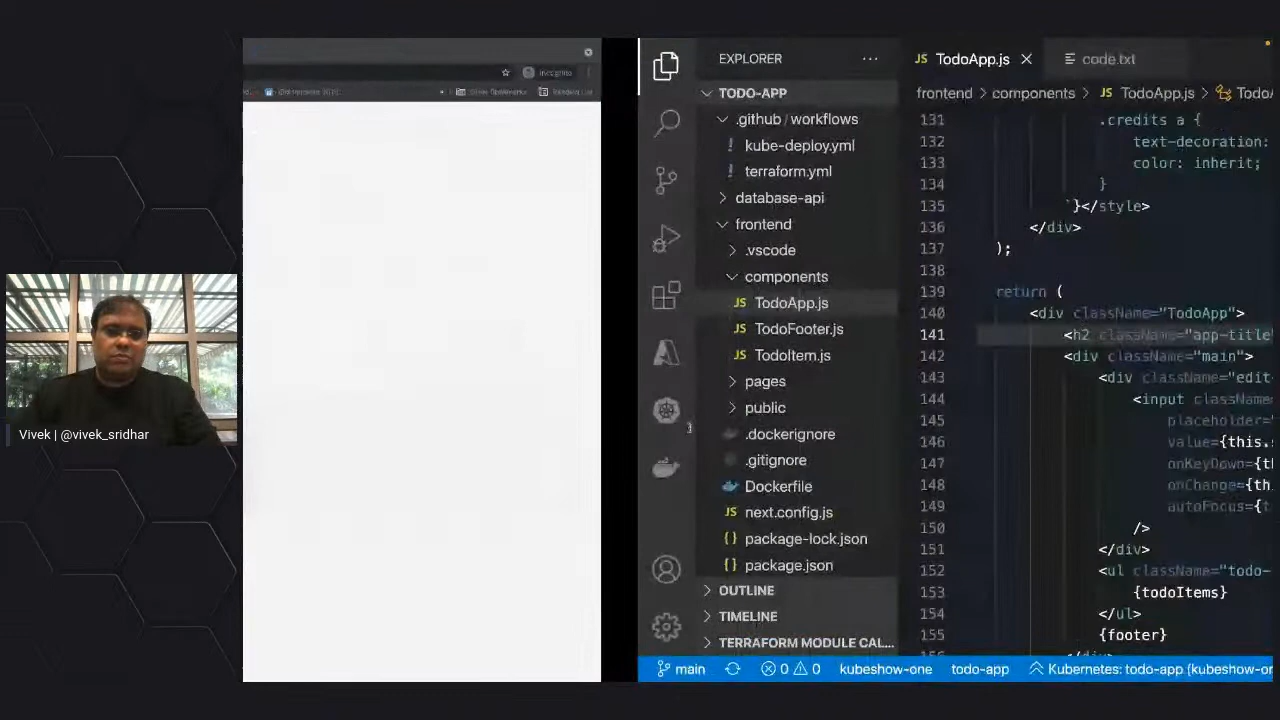 Incognito
Vivek | @vivek_sridhar
EXPLORER
TODO-APP
.github / workflows
kube-deploy.yml
terraform.yml
database-api
frontend
.vscode
components
TodoApp.js
TodoFooter.js
TodoItem.js
pages
public
.dockerignore
.gitignore
Dockerfile
next.config.js
package-lock.json
package.json
OUTLINE
TIMELINE
TERRAFORM MODULE CAL...
TodoApp.js
code.txt
frontend > components > JS TodoApp.js >
131 .credits a {
132 text-decoration:
133 color: inherit;
134 }
135 `}</style>
136 </div>
137 );
138
139 return (
140 <div className="TodoApp">
141 <h2 className="app-title"
142 <div className="main">
143 <div className="edit-
144 <input className=
145 placeholder="
146 value={this.s
147 onKeyDown={th
148 onChange={thi
149 autoFocus={t
150 />
151 </div>
152 <ul className="todo-
153 {todoItems}
154 </ul>
155 {footer}
main 0 0 kubeshow-one todo-app Kubernetes: todo-app (kubeshow-on